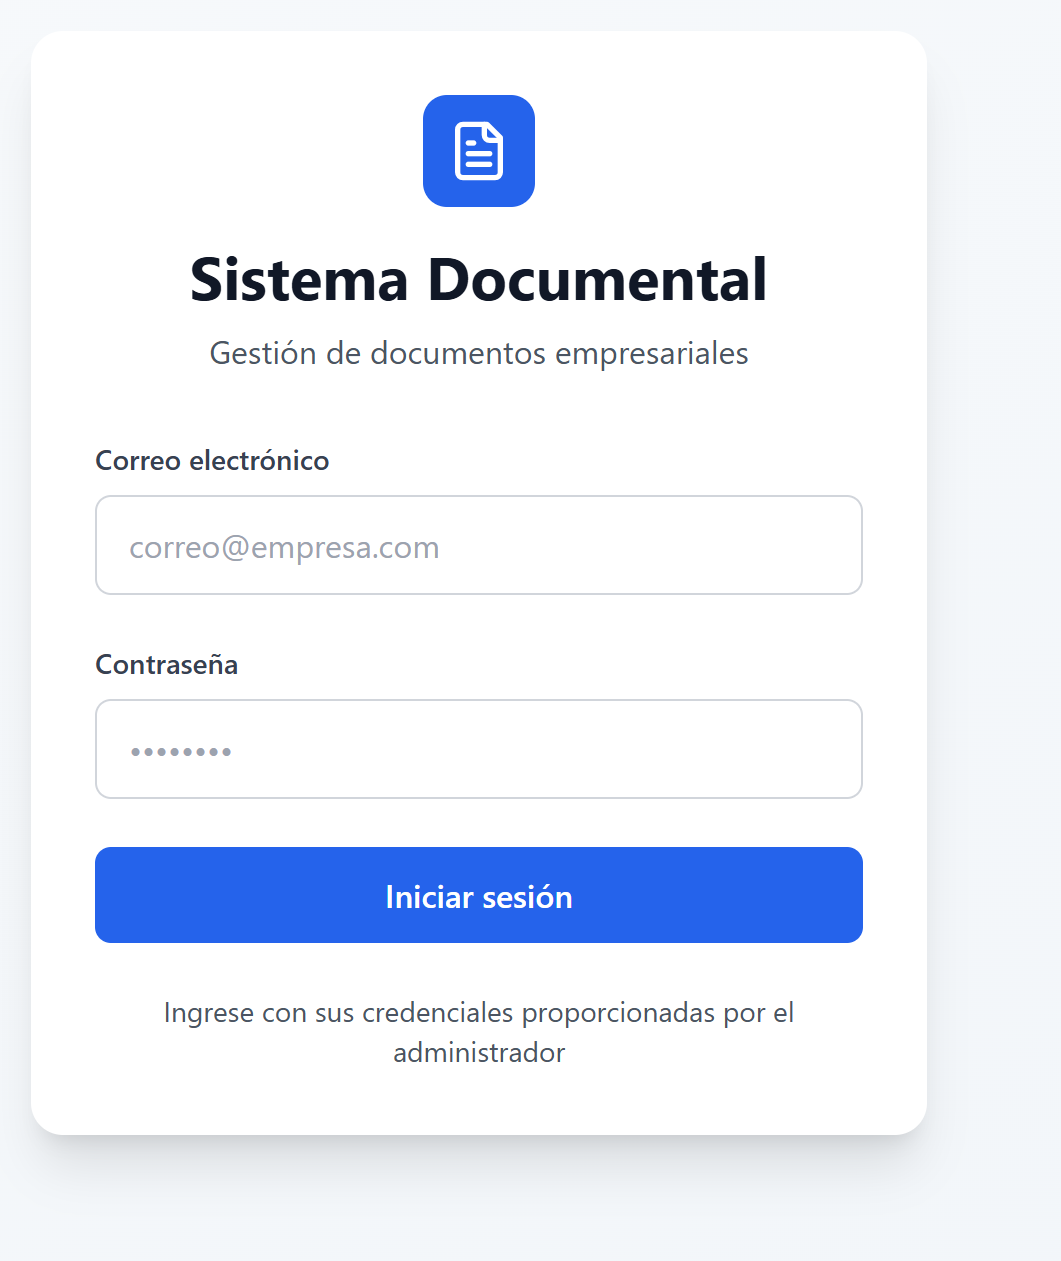 Sistema Documental
Gestión de documentos empresariales
Correo electrónico
correo@empresa.com
Contraseña
••••••••
Iniciar sesión
Ingrese con sus credenciales proporcionadas por el
administrador